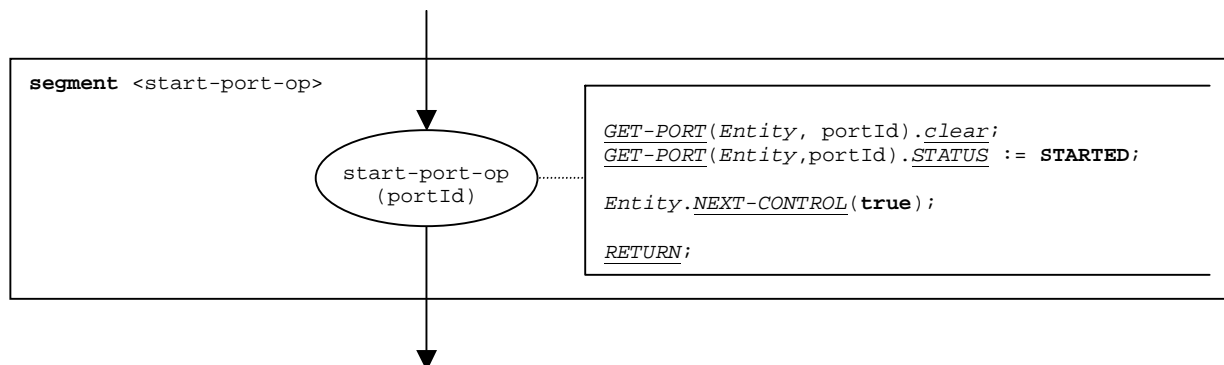 segment <start-port-op>
start-port-op
(portId)
GET-PORT(Entity, portId).clear;
GET-PORT(Entity,portId).STATUS := STARTED;
Entity.NEXT-CONTROL(true);
RETURN;